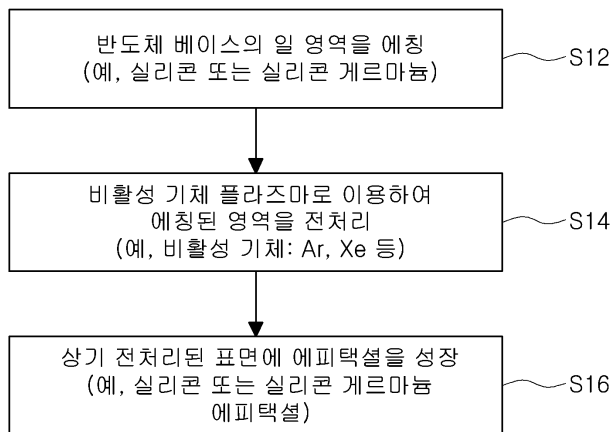 반도체 베이스의 일 영역을 에칭
(예, 실리콘 또는 실리콘 게르마늄)
S12
비활성 기체 플라즈마로 이용하여
에칭된 영역을 전처리
(예, 비활성 기체: Ar, Xe 등)
S14
상기 전처리된 표면에 에피택셜을 성장
(예, 실리콘 또는 실리콘 게르마늄
에피택셜)
S16